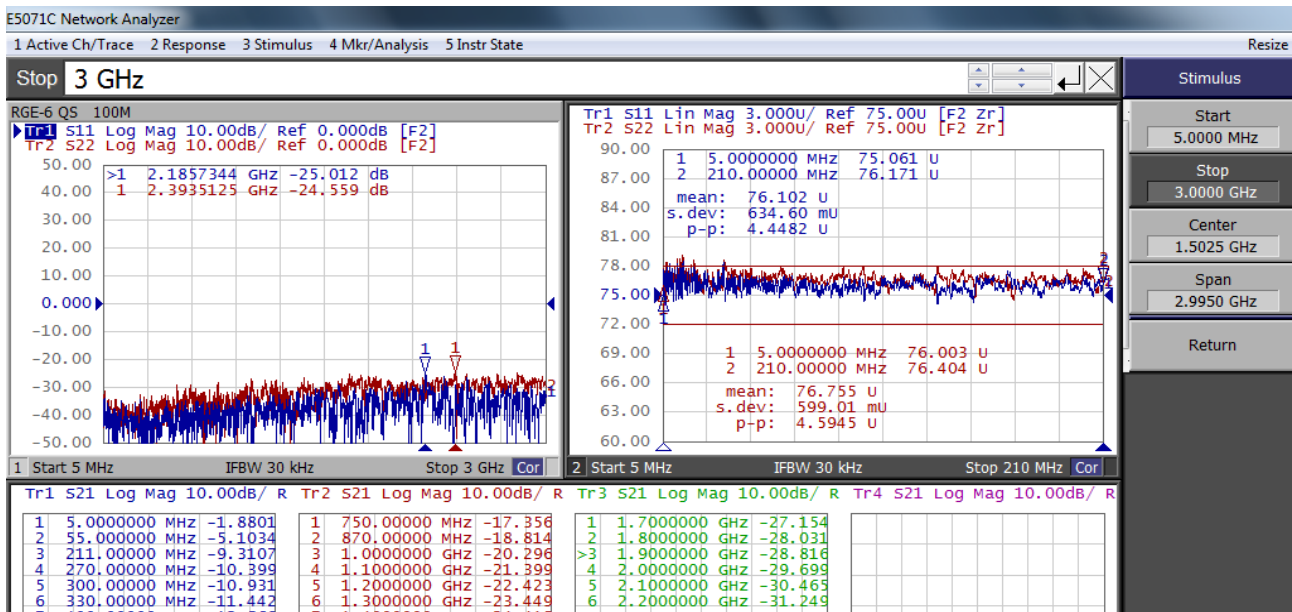 E5071C Network Analyzer
1 Active Ch/Trace 2 Response 3 Stimulus 4 Mkr/Analysis 5 Instr State Resize
Stop 3 GHz
Stimulus
Start
5.0000 MHz
Stop
3.0000 GHz
Center
1.5025 GHz
Span
2.9950 GHz
Return
RGE-6 QS 100M
Tr1 S11 Log Mag 10.00dB/ Ref 0.000dB [F2]
Tr2 S22 Log Mag 10.00dB/ Ref 0.000dB [F2]
50.00
40.00
30.00
20.00
10.00
0.000
-10.00
-20.00
-30.00
-40.00
-50.00
>1 2.1857344 GHz -25.012 dB
1 2.3935125 GHz -24.559 dB
1 1
2
1
1 Start 5 MHz IFBW 30 kHz Stop 3 GHz Cor
Tr1 S11 Lin Mag 3.000U/ Ref 75.00U [F2 Zr]
Tr2 S22 Lin Mag 3.000U/ Ref 75.00U [F2 Zr]
90.00
87.00
84.00
81.00
78.00
75.00
72.00
69.00
66.00
63.00
60.00
1 5.0000000 MHz 75.061 U
2 210.00000 MHz 76.171 U
mean: 76.102 U
s.dev: 634.60 mU
p-p: 4.4482 U
1 5.0000000 MHz 76.003 U
2 210.00000 MHz 76.404 U
mean: 76.755 U
s.dev: 599.01 mU
p-p: 4.5945 U
2 Start 5 MHz IFBW 30 kHz Stop 210 MHz Cor
Tr1 S21 Log Mag 10.00dB/ R Tr2 S21 Log Mag 10.00dB/ R Tr3 S21 Log Mag 10.00dB/ R Tr4 S21 Log Mag 10.00dB/ R
1 5.0000000 MHz -1.8801
2 55.000000 MHz -5.1034
3 211.00000 MHz -9.3107
4 270.00000 MHz -10.399
5 300.00000 MHz -10.931
6 330.00000 MHz -11.442
1 750.00000 MHz -17.356
2 870.00000 MHz -18.814
3 1.0000000 GHz -20.296
4 1.1000000 GHz -21.399
5 1.2000000 GHz -22.423
6 1.3000000 GHz -23.449
1 1.7000000 GHz -27.154
2 1.8000000 GHz -28.031
>3 1.9000000 GHz -28.816
4 2.0000000 GHz -29.699
5 2.1000000 GHz -30.465
6 2.2000000 GHz -31.249